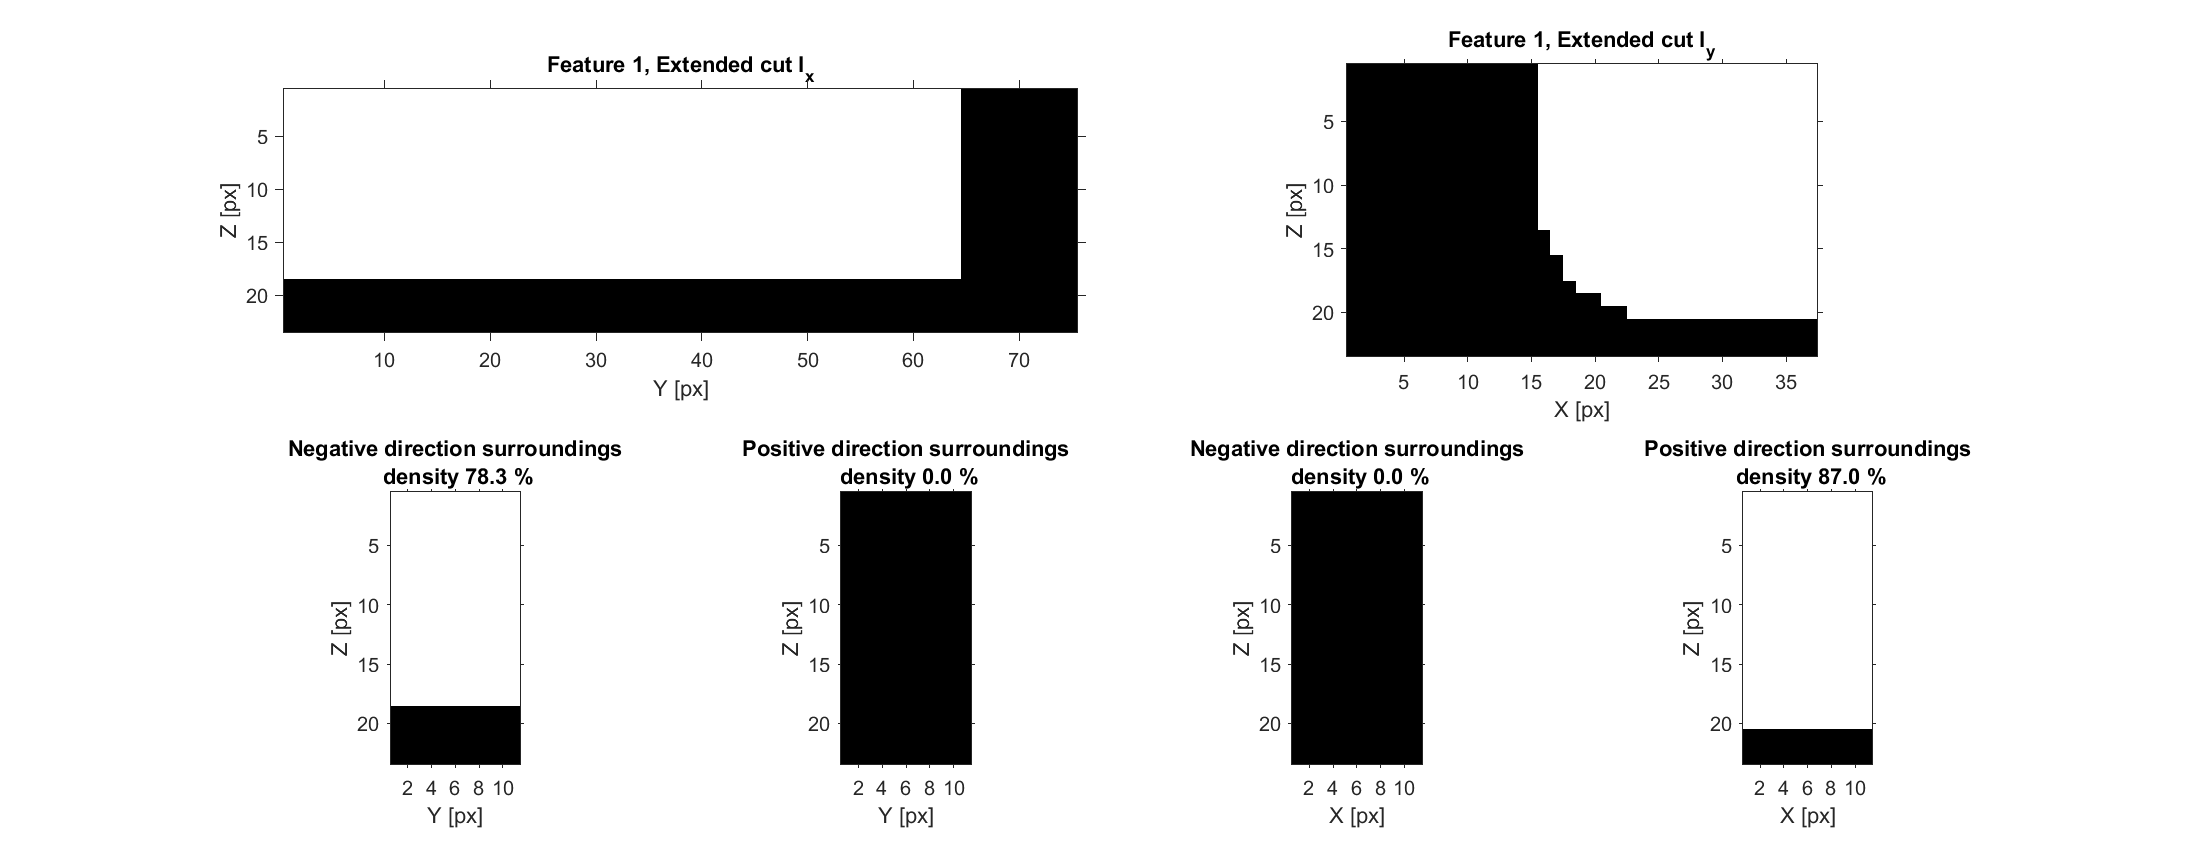 Feature 1, Extended cut I_x
5
10
15
20
Z [px]
10 20 30 40 50 60 70
Y [px]
Feature 1, Extended cut I_y
5
10
15
20
Z [px]
5 10 15 20 25 30 35
X [px]
Negative direction surroundings
density 78.3 %
5
10
15
20
Z [px]
2 4 6 8 10
Y [px]
Positive direction surroundings
density 0.0 %
5
10
15
20
Z [px]
2 4 6 8 10
Y [px]
Negative direction surroundings
density 0.0 %
5
10
15
20
Z [px]
2 4 6 8 10
X [px]
Positive direction surroundings
density 87.0 %
5
10
15
20
Z [px]
2 4 6 8 10
X [px]